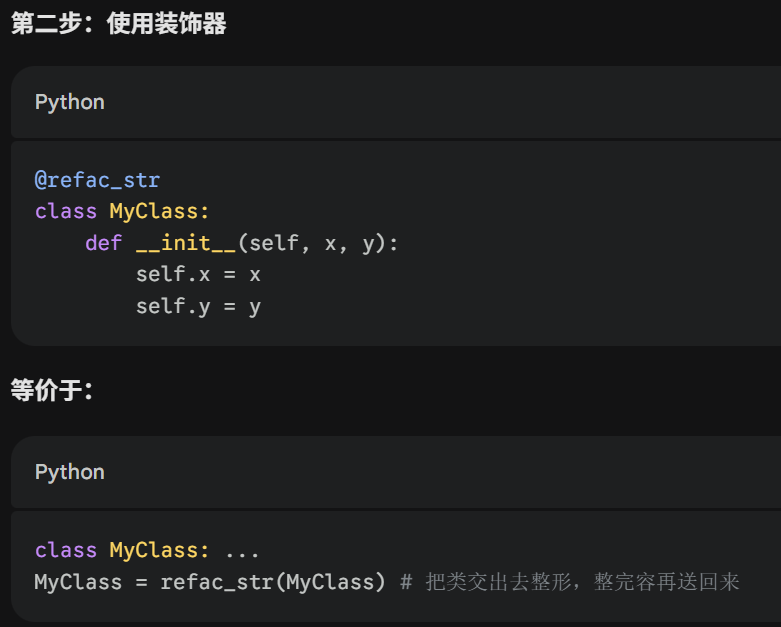 第二步：使用装饰器
Python
@refac_str
class MyClass:
    def __init__(self, x, y):
        self.x = x
        self.y = y
等价于：
Python
class MyClass: ...
MyClass = refac_str(MyClass) # 把类交出去整形，整完容再送回来